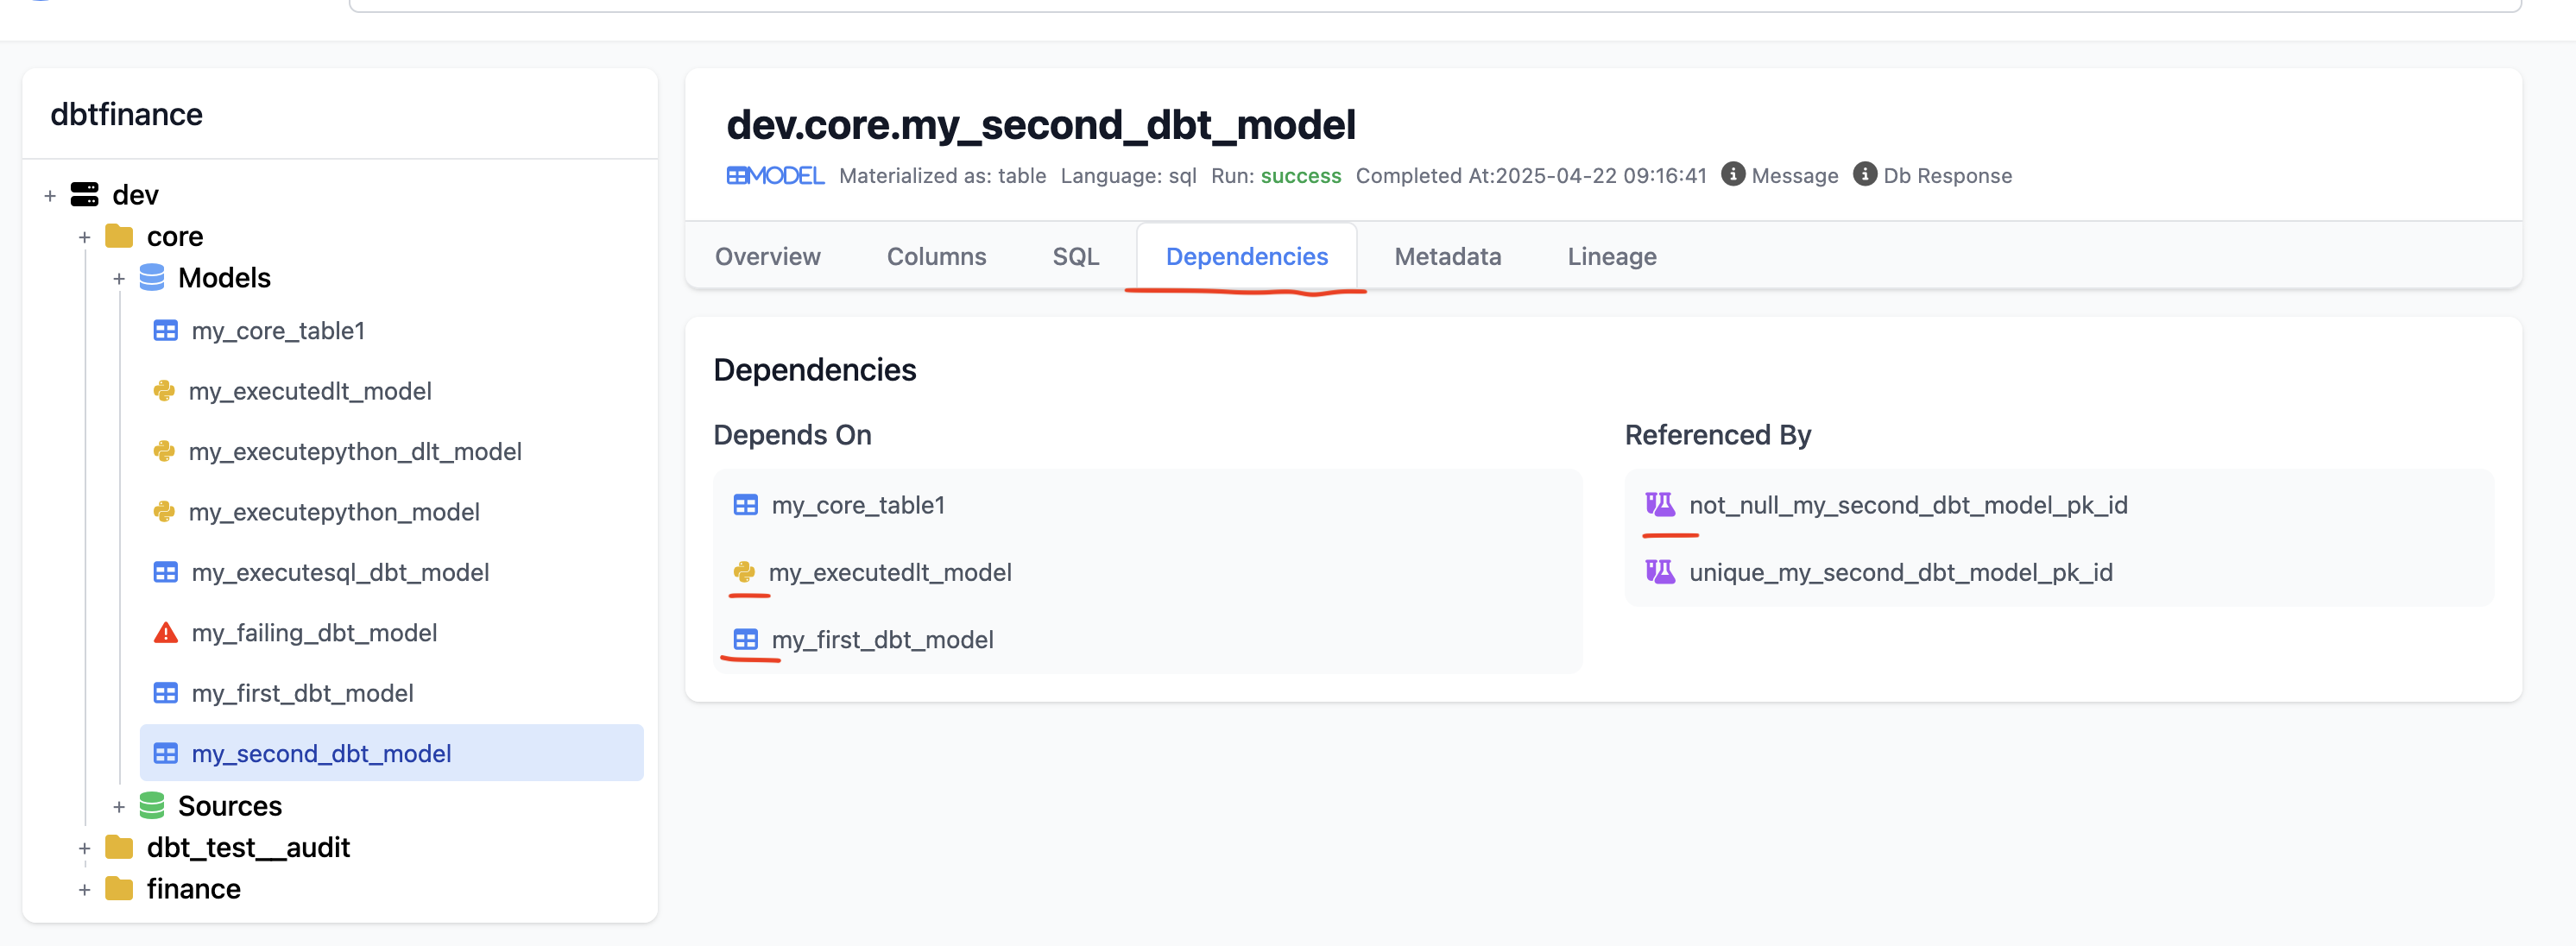 dbtfinance
+ dev
+ core
+ Models
my_core_table1
my_executedlt_model
my_executepython_dlt_model
my_executepython_model
my_executesql_dbt_model
my_failing_dbt_model
my_first_dbt_model
my_second_dbt_model
+ Sources
+ dbt_test__audit
+ finance
dev.core.my_second_dbt_model
MODEL Materialized as: table Language: sql Run: success Completed At:2025-04-22 09:16:41 Message Db Response
Overview Columns SQL Dependencies Metadata Lineage
Dependencies
Depends On
my_core_table1
my_executedlt_model
my_first_dbt_model
Referenced By
not_null_my_second_dbt_model_pk_id
unique_my_second_dbt_model_pk_id